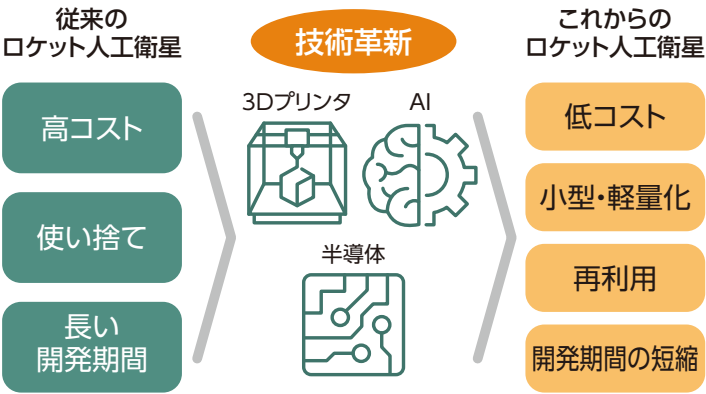 従来の
ロケット人工衛星
高コスト
使い捨て
長い
開発期間
技術革新
3Dプリンタ
AI
半導体
これからの
ロケット人工衛星
低コスト
小型・軽量化
再利用
開発期間の短縮